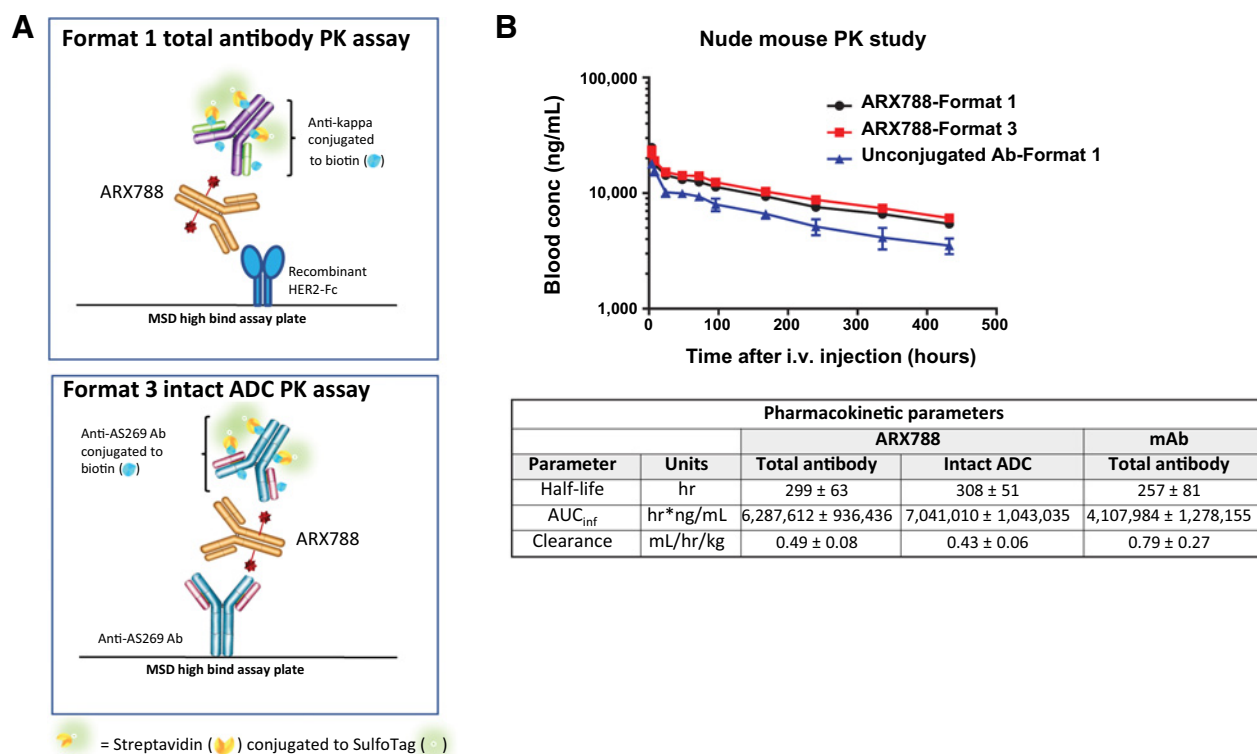 A
Format 1 total antibody PK assay
Anti-kappa
conjugated
to biotin ( )
ARX788
Recombinant
HER2-Fc
MSD high bind assay plate
Format 3 intact ADC PK assay
Anti-AS269 Ab
conjugated to
biotin ( )
ARX788
Anti-AS269 Ab
MSD high bind assay plate
= Streptavidin ( ) conjugated to SulfoTag ( )
B
Nude mouse PK study
100,000
10,000
1,000
Blood conc (ng/mL)
ARX788-Format 1
ARX788-Format 3
Unconjugated Ab-Format 1
0 100 200 300 400 500
Time after i.v. injection (hours)
Pharmacokinetic parameters
ARX788 mAb
Parameter Units Total antibody Intact ADC Total antibody
Half-life hr 299 ± 63 308 ± 51 257 ± 81
AUCinf hr*ng/mL 6,287,612 ± 936,436 7,041,010 ± 1,043,035 4,107,984 ± 1,278,155
Clearance mL/hr/kg 0.49 ± 0.08 0.43 ± 0.06 0.79 ± 0.27